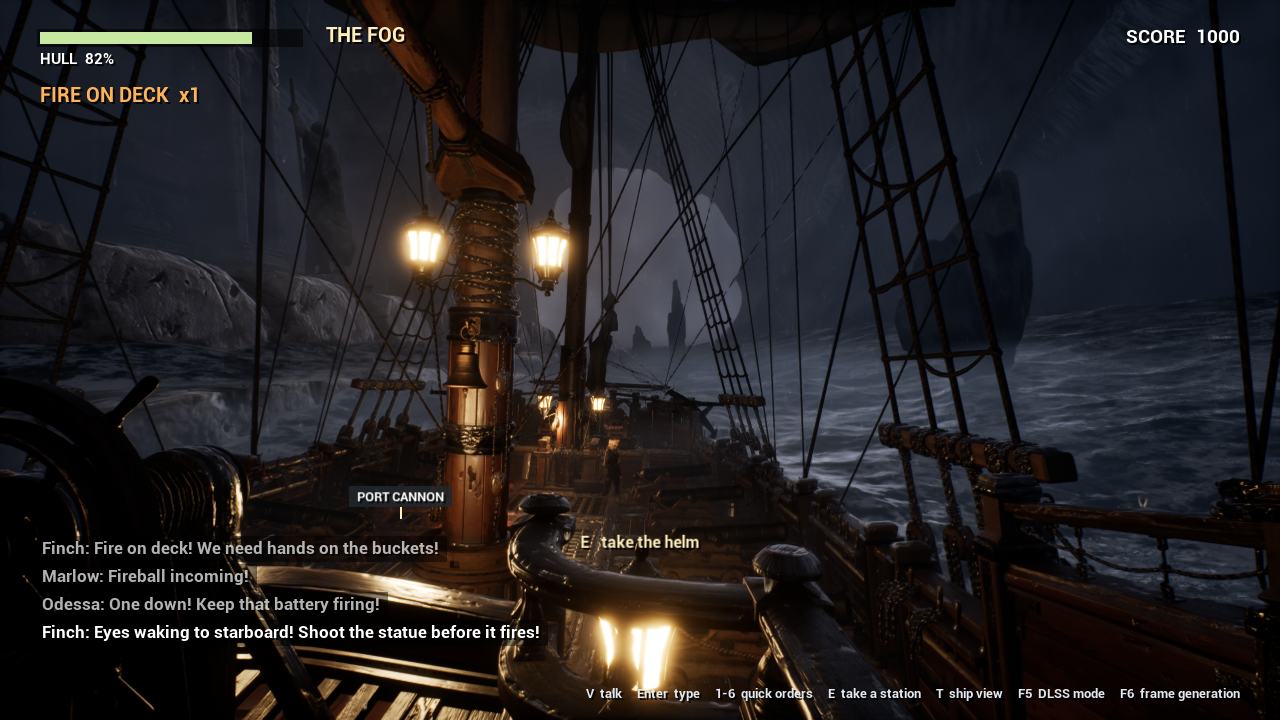 THE FOG
SCORE 1000
HULL 82%
FIRE ON DECK x1
PORT CANNON
E take the helm
Finch: Fire on deck! We need hands on the buckets!
Marlow: Fireball incoming!
Odessa: One down! Keep that battery firing!
Finch: Eyes waking to starboard! Shoot the statue before it fires!
V talk Enter type 1-6 quick orders E take a station T ship view F5 DLSS mode F6 frame generation